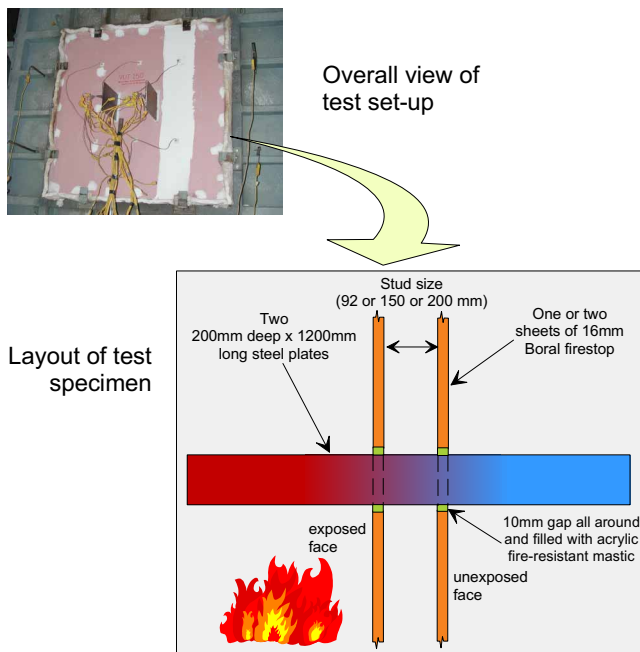 Overall view of
test set-up
Layout of test
specimen
Stud size
(92 or 150 or 200 mm)
Two
200mm deep x 1200mm
long steel plates
One or two
sheets of 16mm
Boral firestop
exposed
face
10mm gap all around
and filled with acrylic
fire-resistant mastic
unexposed
face